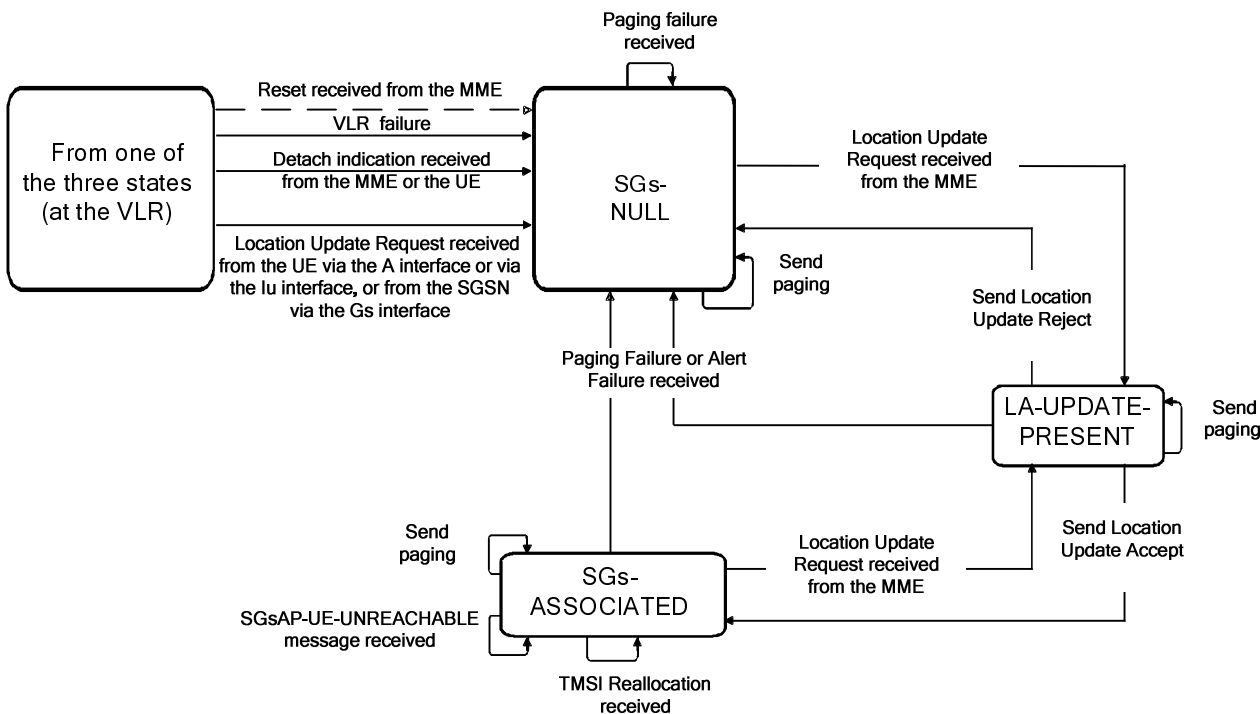 Paging failure
received
Reset received from the MME
VLR failure
Detach indication received
from the MME or the UE
Location Update Request received
from the UE via the A interface or via
the Iu interface, or from the SGSN
via the Gs interface
From one of
the three states
(at the VLR)
SGs-
NULL
Location Update
Request received
from the MME
Send
paging
Send Location
Update Reject
Paging Failure or Alert
Failure received
LA-UPDATE-
PRESENT
Send
paging
Send
paging
SGs-
ASSOCIATED
Location Update
Request received
from the MME
Send Location
Update Accept
SGsAP-UE-UNREACHABLE
message received
TMSI Reallocation
received